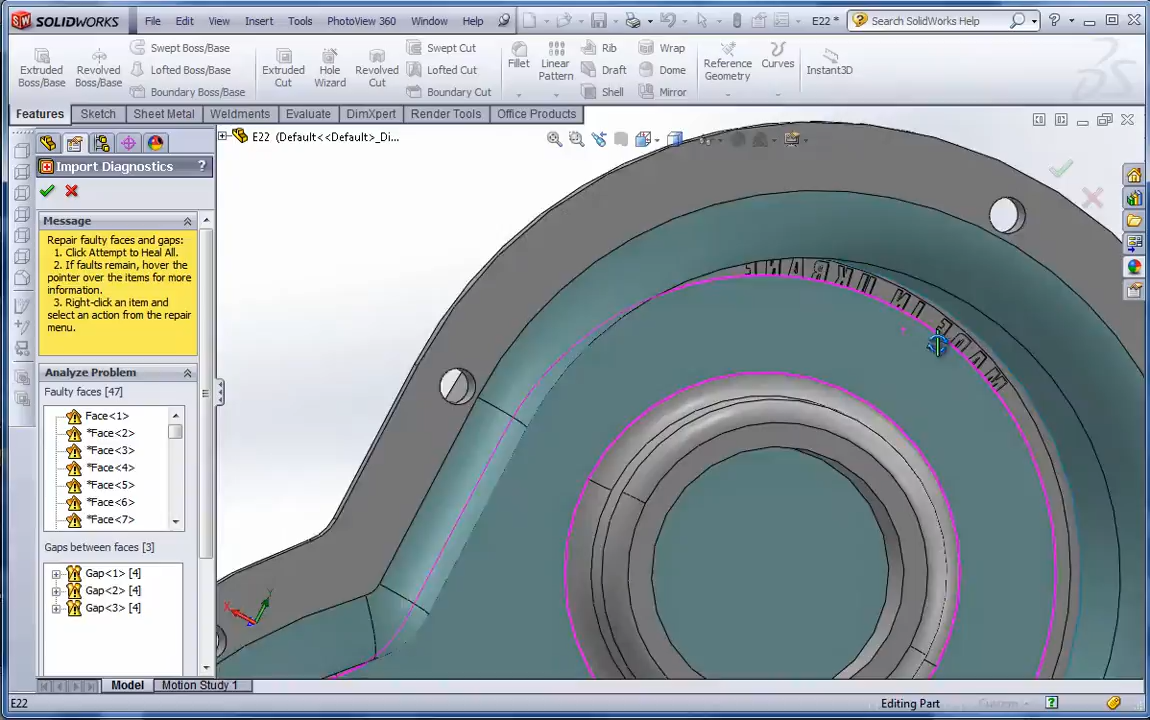 SOLIDWORKS File Edit View Insert Tools PhotoView 360 Window Help E22 * Search SolidWorks Help
Extruded Boss/Base
Revolved Boss/Base
Swept Boss/Base
Lofted Boss/Base
Boundary Boss/Base
Extruded Cut
Hole Wizard
Revolved Cut
Swept Cut
Lofted Cut
Boundary Cut
Fillet
Linear Pattern
Rib
Draft
Shell
Wrap
Dome
Mirror
Reference Geometry
Curves
Instant3D
Features Sketch Sheet Metal Weldments Evaluate DimXpert Render Tools Office Products
E22 (Default<<Default>_Di...
Import Diagnostics ?
Message
Repair faulty faces and gaps:
1. Click Attempt to Heal All.
2. If faults remain, hover the
pointer over the items for more
information.
3. Right-click an item and
select an action from the repair
menu.
Analyze Problem
Faulty faces [47]
Face<1>
*Face<2>
*Face<3>
*Face<4>
*Face<5>
*Face<6>
*Face<7>
Gaps between faces [3]
Gap<1> [4]
Gap<2> [4]
Gap<3> [4]
MADE IN UKRAINE
X
Y
Model Motion Study 1
E22 Editing Part Custom